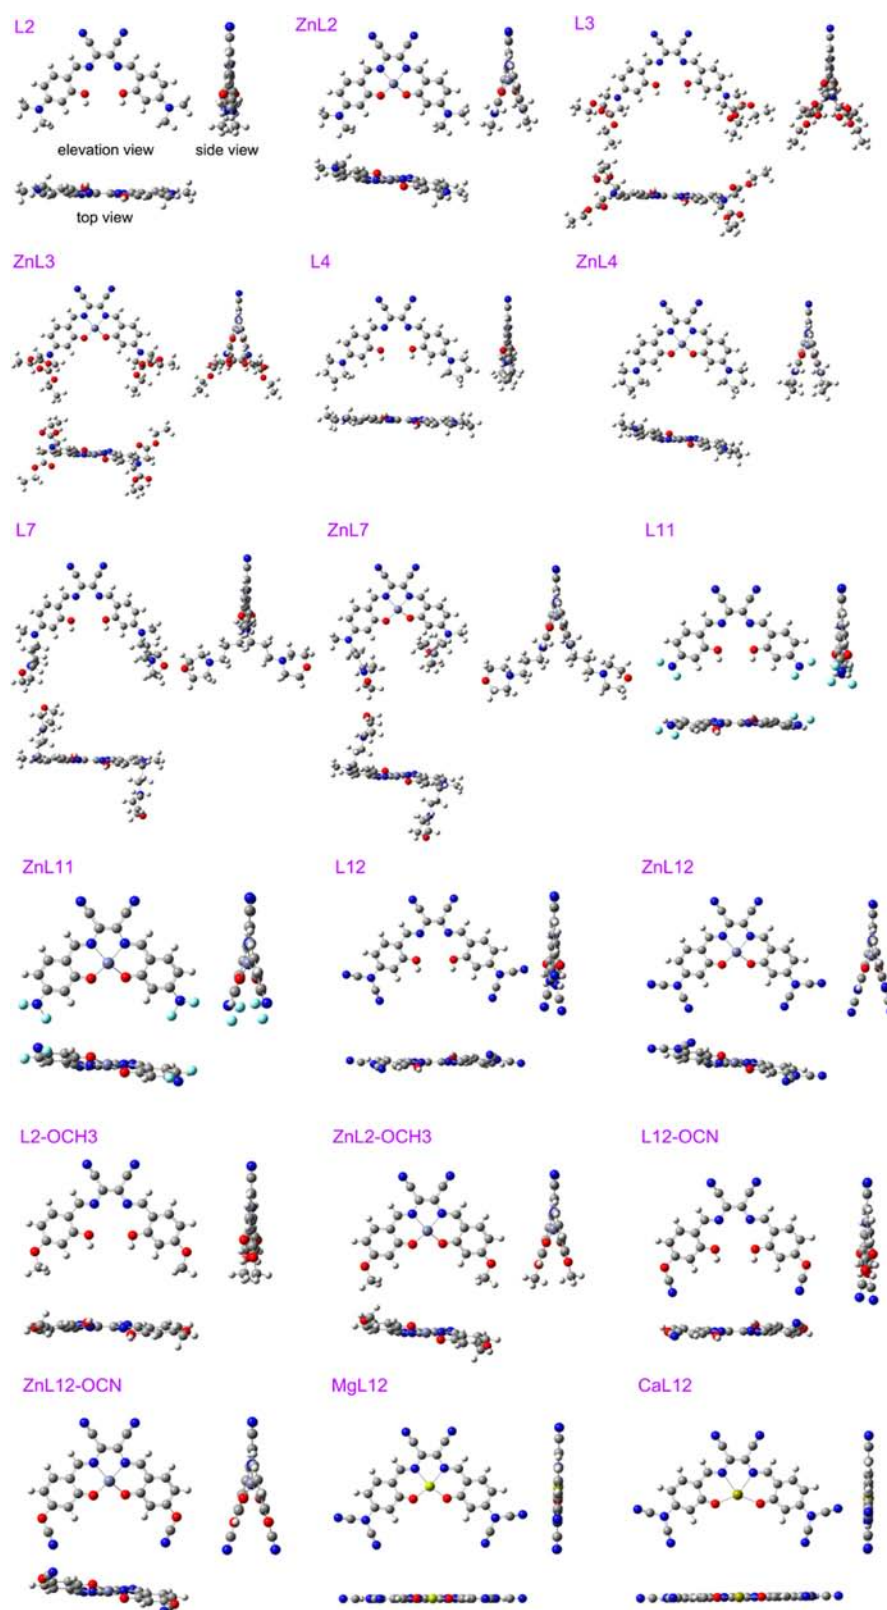 L2
ZnL2
L3
elevation view
side view
top view
ZnL3
L4
ZnL4
L7
ZnL7
L11
ZnL11
L12
ZnL12
L2-OCH3
ZnL2-OCH3
L12-OCN
ZnL12-OCN
MgL12
CaL12